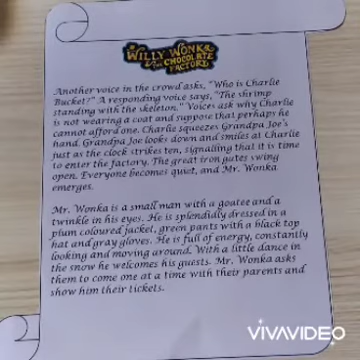 WILLY WONKA
THE CHOCOLATE
FACTORY
Another voice in the crowd asks, "Who is Charlie
Bucket?" A responding voice says, "The shrimp
standing with the skeleton." Voices ask why Charlie
is not wearing a coat and suppose that perhaps he
cannot afford one. Charlie squeezes Grandpa Joe's
hand. Grandpa Joe looks down and smiles at Charlie
just as the clock strikes ten, signalling that it is time
to enter the factory. The great iron gates swing
open. Everyone becomes quiet, and Mr. Wonka
emerges.
Mr. Wonka is a small man with a goatee and a
twinkle in his eyes. He is splendidly dressed in a
plum coloured jacket, green pants with a black top
hat and gray gloves. He is full of energy, constantly
looking and moving around. With a little dance in
the snow he welcomes his guests. Mr. Wonka asks
them to come one at a time with their parents and
show him their tickets.
VIVAVIDEO